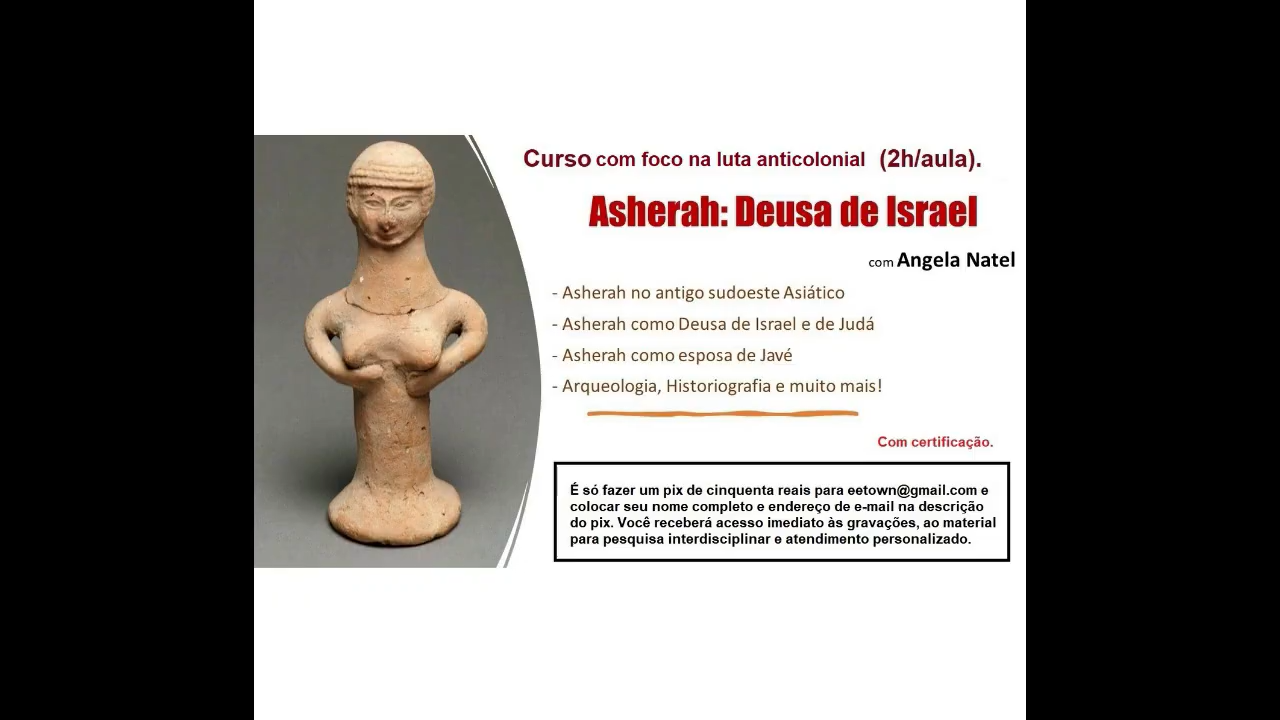 Curso com foco na luta anticolonial (2h/aula).
Asherah: Deusa de Israel
com Angela Natel
- Asherah no antigo sudoeste Asiático
- Asherah como Deusa de Israel e de Judá
- Asherah como esposa de Javé
- Arqueologia, Historiografia e muito mais!
Com certificação.
É só fazer um pix de cinquenta reais para eetown@gmail.com e
colocar seu nome completo e endereço de e-mail na descrição
do pix. Você receberá acesso imediato às gravações, ao material
para pesquisa interdisciplinar e atendimento personalizado.